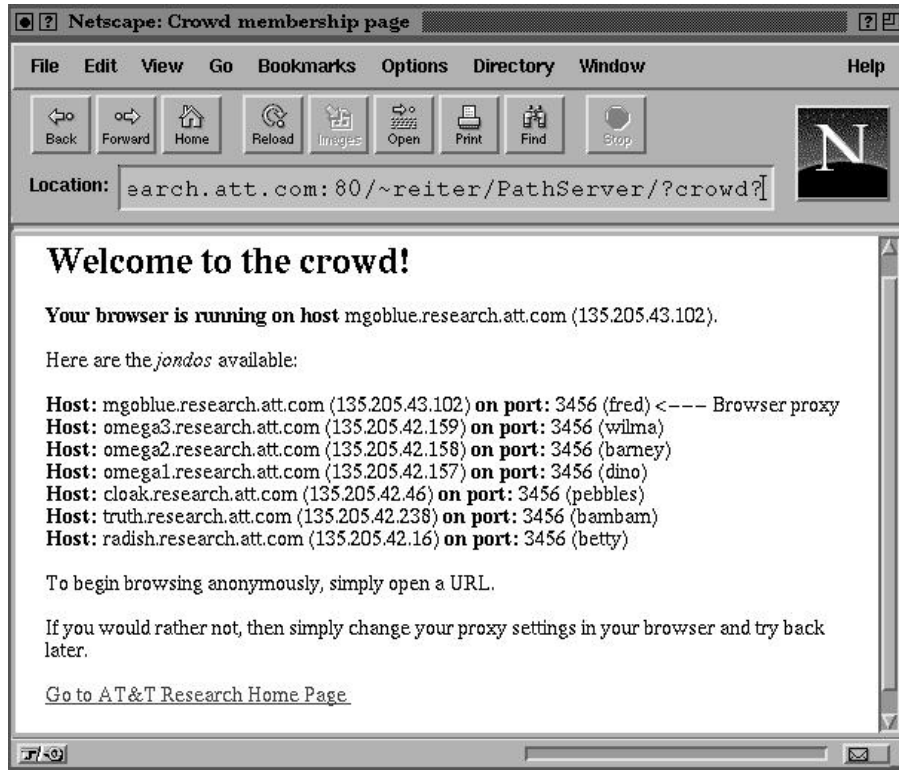 Netscape: Crowd membership page
File Edit View Go Bookmarks Options Directory Window Help
Back Forward Home Reload Images Open Print Find Stop
N
Location: earch.att.com:80/~reiter/PathServer/?crowd?
Welcome to the crowd!
Your browser is running on host mgoblue.research.att.com (135.205.43.102).
Here are the jondos available:
Host: mgoblue.research.att.com (135.205.43.102) on port: 3456 (fred) <--- Browser proxy
Host: omega3.research.att.com (135.205.42.159) on port: 3456 (wilma)
Host: omega2.research.att.com (135.205.42.158) on port: 3456 (barney)
Host: omega1.research.att.com (135.205.42.157) on port: 3456 (dino)
Host: cloak.research.att.com (135.205.42.46) on port: 3456 (pebbles)
Host: truth.research.att.com (135.205.42.238) on port: 3456 (bambam)
Host: radish.research.att.com (135.205.42.16) on port: 3456 (betty)
To begin browsing anonymously, simply open a URL.
If you would rather not, then simply change your proxy settings in your browser and try back
later.
Go to AT&T Research Home Page